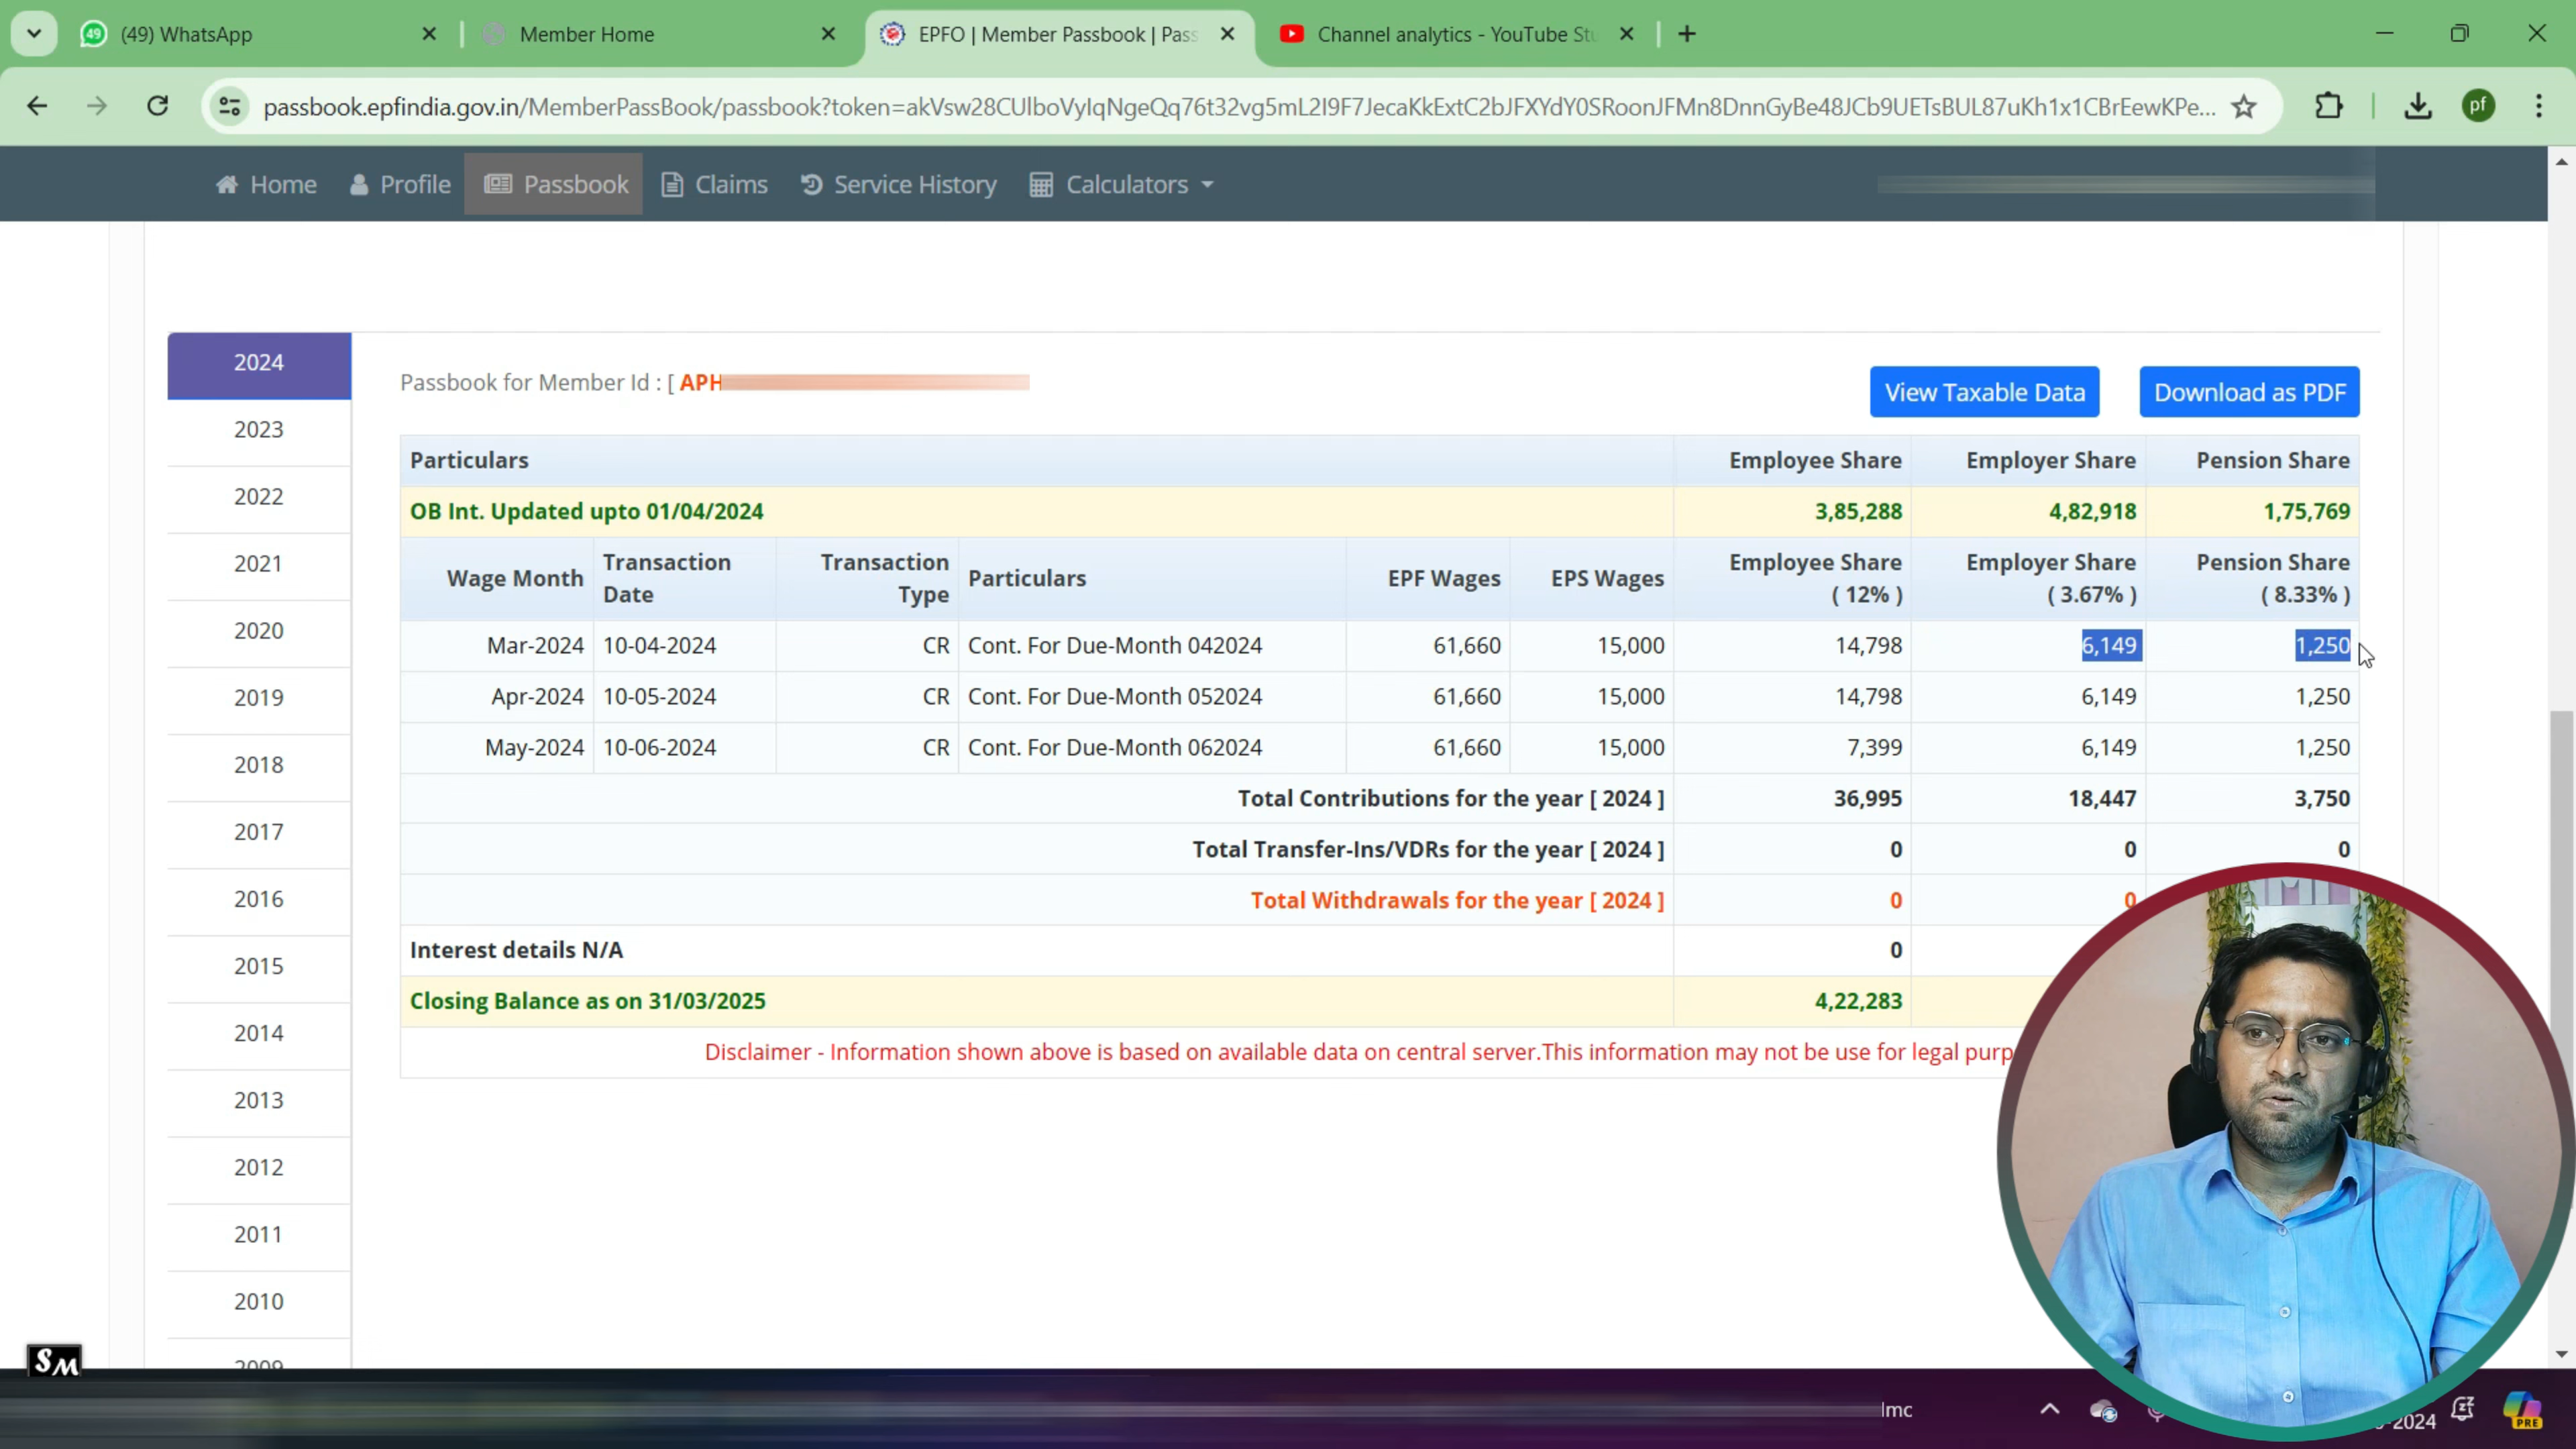 (49) WhatsApp
Member Home
EPFO | Member Passbook | Pass
Channel analytics - YouTube Stu
passbook.epfindia.gov.in/MemberPassBook/passbook?token=akVsw28CUlboVylqNgeQq76t32vg5mL2I9F7JecaKkExtC2bJFXYdY0SRoonJFMn8DnnGyBe48JCb9UETsBUL87uKh1x1CBrEewKPe...
pf
Home Profile Passbook Claims Service History Calculators
2024
2023
2022
2021
2020
2019
2018
2017
2016
2015
2014
2013
2012
2011
2010
2009
Passbook for Member Id : [ APH
View Taxable Data
Download as PDF
Particulars Employee Share Employer Share Pension Share
OB Int. Updated upto 01/04/2024 3,85,288 4,82,918 1,75,769
Wage Month Transaction Date Transaction Type Particulars EPF Wages EPS Wages Employee Share ( 12% ) Employer Share ( 3.67% ) Pension Share ( 8.33% )
Mar-2024 10-04-2024 CR Cont. For Due-Month 042024 61,660 15,000 14,798 6,149 1,250
Apr-2024 10-05-2024 CR Cont. For Due-Month 052024 61,660 15,000 14,798 6,149 1,250
May-2024 10-06-2024 CR Cont. For Due-Month 062024 61,660 15,000 7,399 6,149 1,250
Total Contributions for the year [ 2024 ] 36,995 18,447 3,750
Total Transfer-Ins/VDRs for the year [ 2024 ] 0 0 0
Total Withdrawals for the year [ 2024 ] 0 0
Interest details N/A 0
Closing Balance as on 31/03/2025 4,22,283
Disclaimer - Information shown above is based on available data on central server.This information may not be use for legal purp
SM
lmc
-2024
PRE